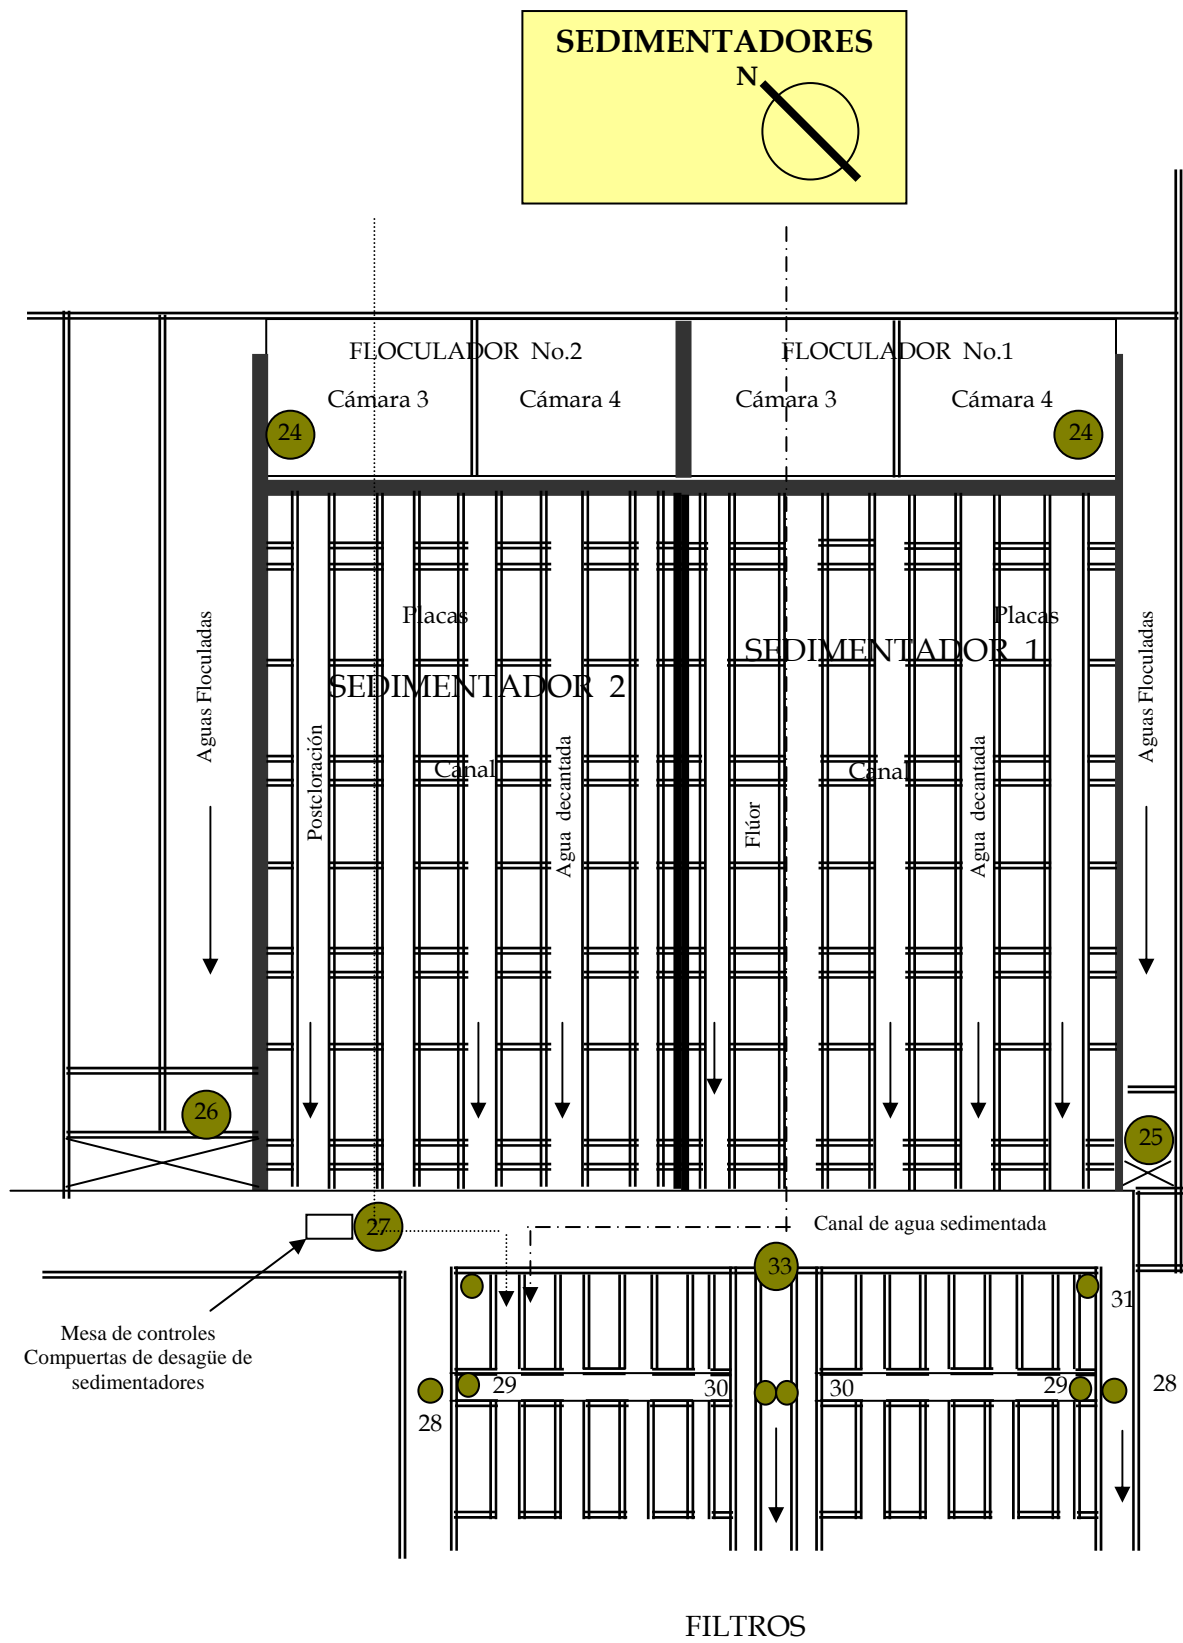 SEDIMENTADORES
N
FLOCULADOR No.2
FLOCULADOR No.1
Cámara 3
Cámara 4
Cámara 3
Cámara 4
24
24
Aguas Floculadas
Placas
SEDIMENTADOR 2
Postcloración
Canal
Agua decantada
Placas
SEDIMENTADOR 1
Flúor
Canal
Agua decantada
Aguas Floculadas
26
25
27
Canal de agua sedimentada
33
31
Mesa de controles
Compuertas de desagüe de
sedimentadores
28
29
30
30
29
28
FILTROS